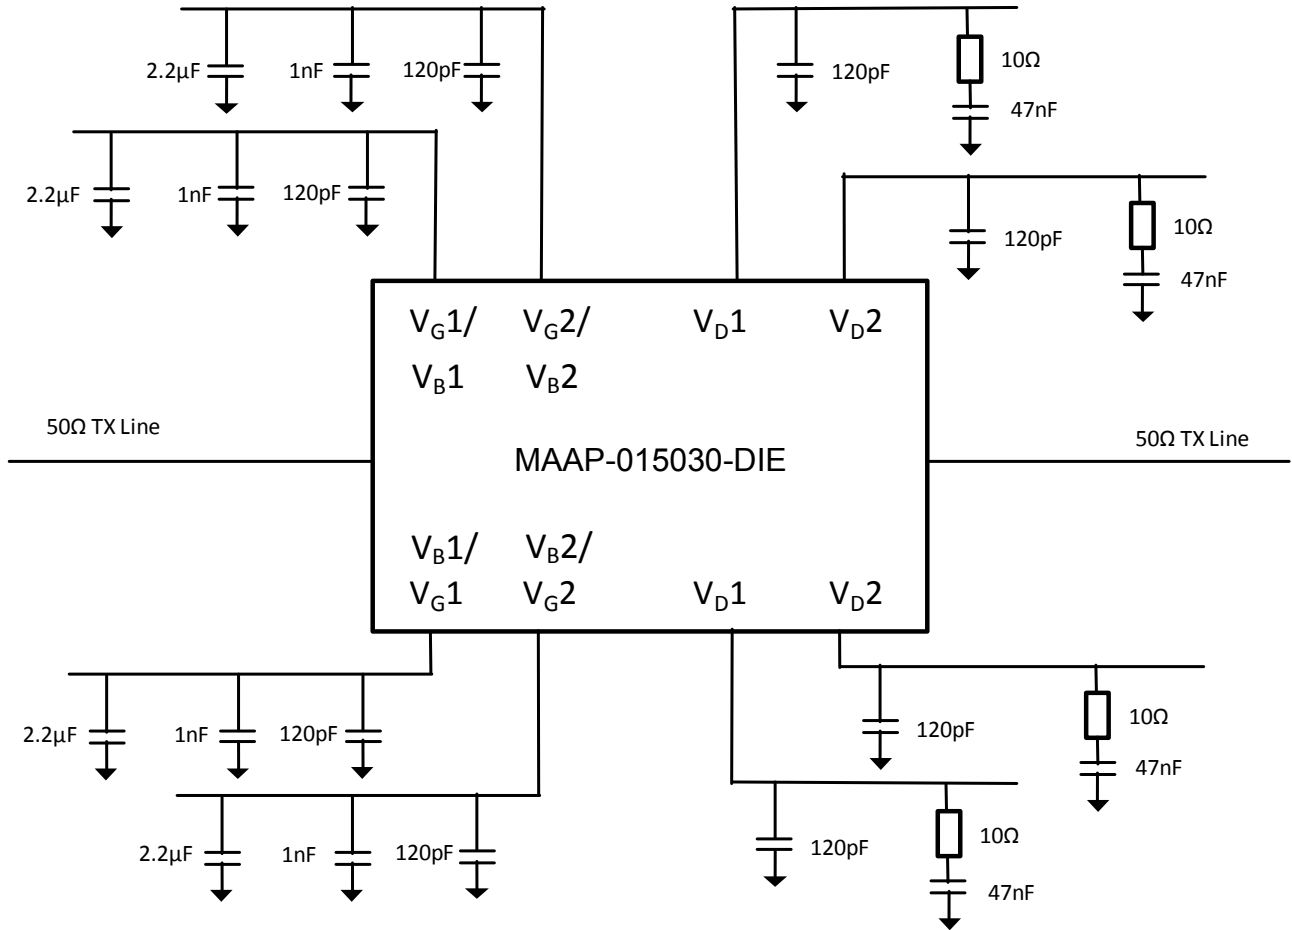 2.2µF
1nF
120pF
120pF
10Ω
47nF
2.2µF
1nF
120pF
120pF
10Ω
47nF
VG1/
VG2/
VD1
VD2
VB1
VB2
50Ω TX Line
50Ω TX Line
MAAP-015030-DIE
VB1/
VB2/
VG1
VG2
VD1
VD2
2.2µF
1nF
120pF
120pF
10Ω
47nF
2.2µF
1nF
120pF
120pF
10Ω
47nF